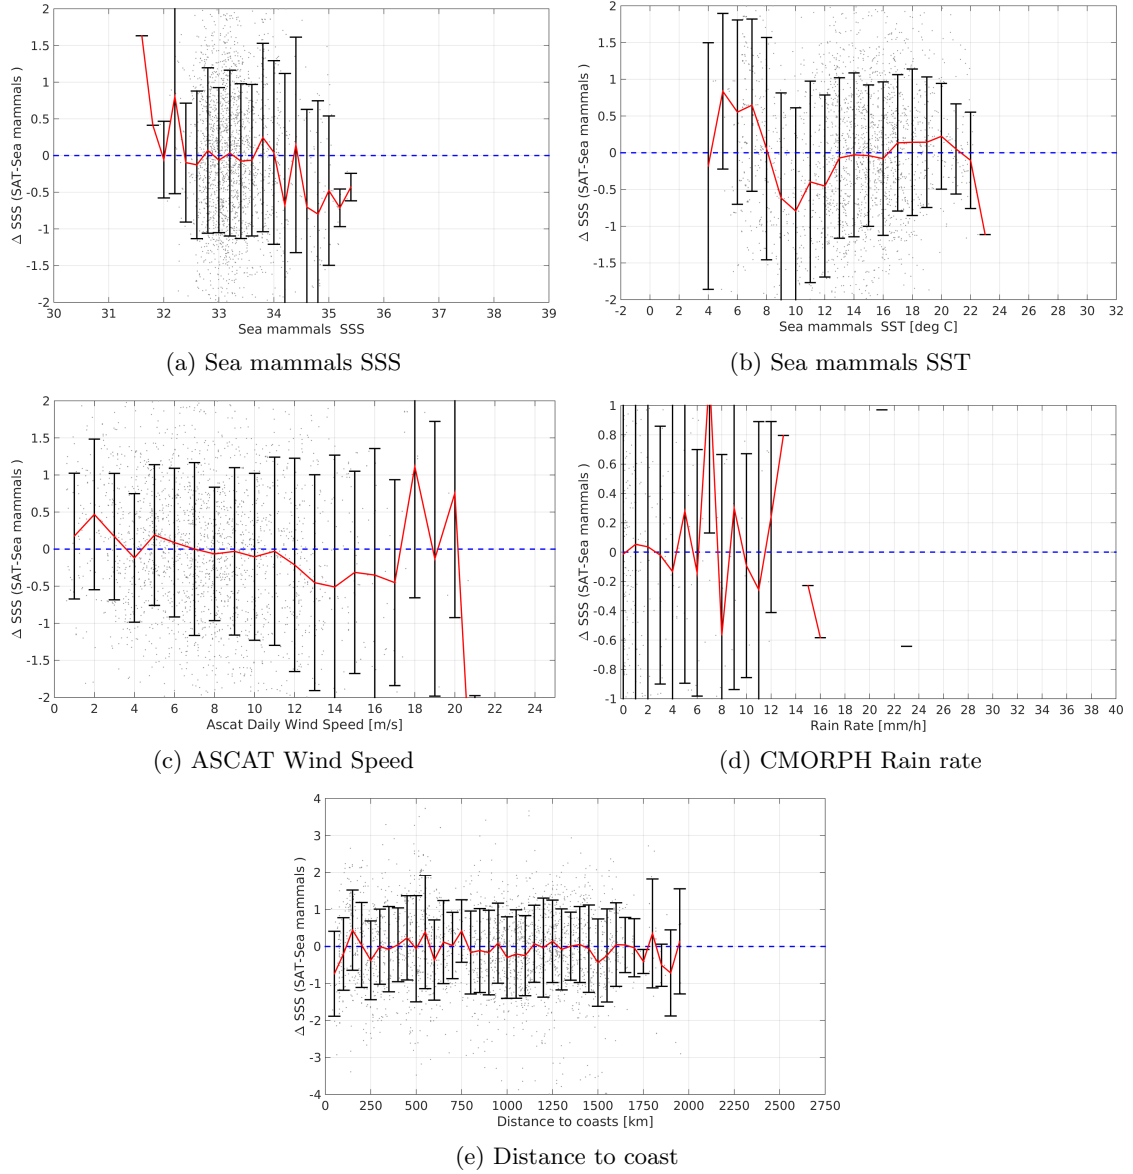 2
1.5
1
0.5
0
-0.5
-1
-1.5
-2
30 31 32 33 34 35 36 37 38 39
Sea mammals SSS
Δ SSS (SAT-Sea mammals )
(a) Sea mammals SSS
2
1.5
1
0.5
0
-0.5
-1
-1.5
-2
-2 0 2 4 6 8 10 12 14 16 18 20 22 24 26 28 30 32
Sea mammals SST [deg C]
Δ SSS (SAT-Sea mammals )
(b) Sea mammals SST
2
1.5
1
0.5
0
-0.5
-1
-1.5
-2
0 2 4 6 8 10 12 14 16 18 20 22 24
Ascat Daily Wind Speed [m/s]
Δ SSS (SAT-Sea mammals )
(c) ASCAT Wind Speed
1
0.8
0.6
0.4
0.2
0
-0.2
-0.4
-0.6
-0.8
-1
0 2 4 6 8 10 12 14 16 18 20 22 24 26 28 30 32 34 36 38 40
Rain Rate [mm/h]
Δ SSS (SAT-Sea mammals )
(d) CMORPH Rain rate
4
3
2
1
0
-1
-2
-3
-4
0 250 500 750 1000 1250 1500 1750 2000 2250 2500 2750
Distance to coasts [km]
Δ SSS (SAT-Sea mammals )
(e) Distance to coast